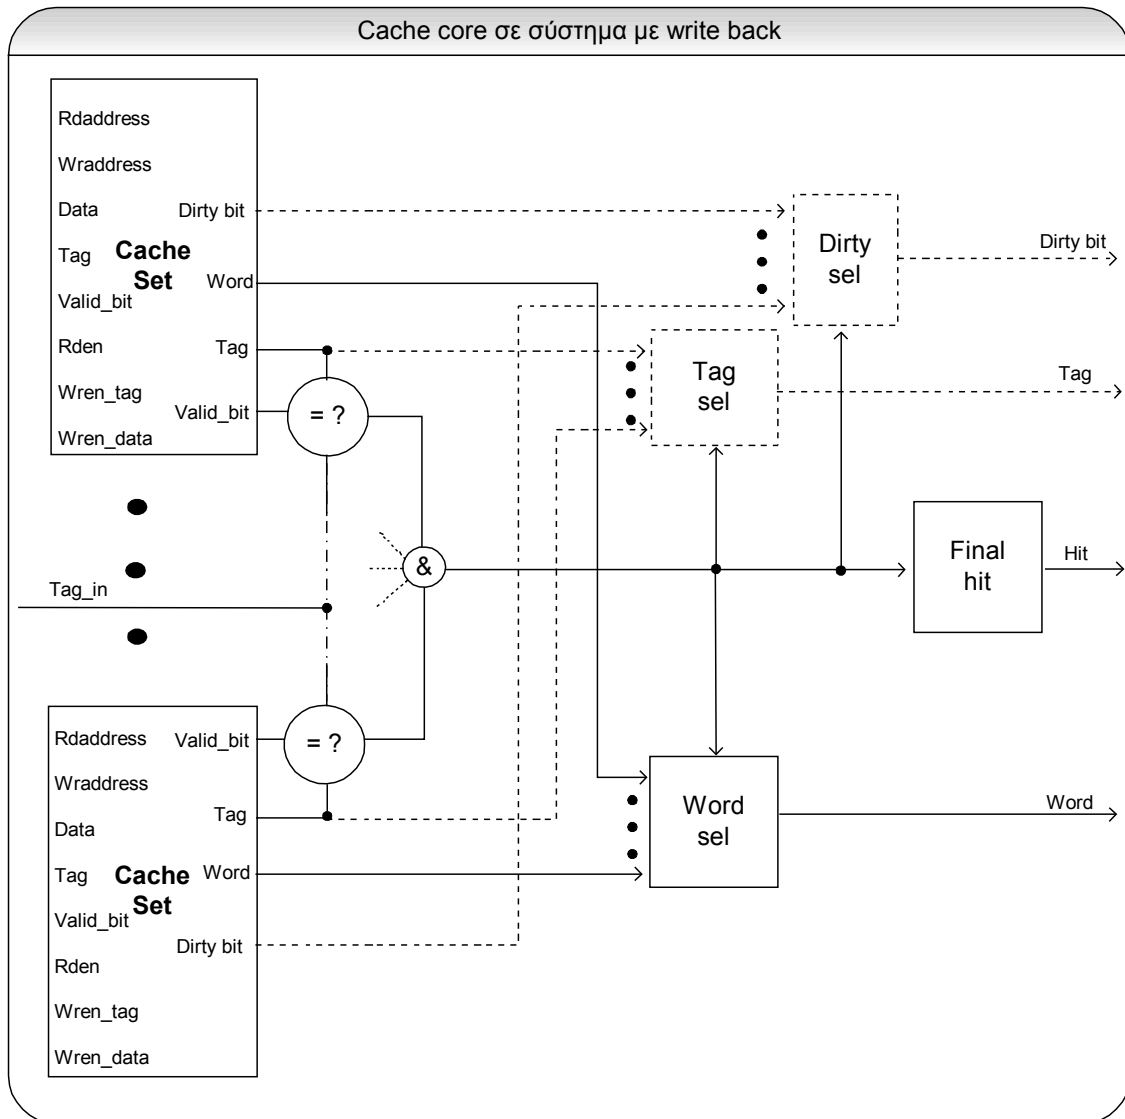 Cache core σε σύστημα με write back
Rdaddress
Wraddress
Data
Dirty bit
Tag
Cache
Set
Word
Valid_bit
Rden
Tag
Wren_tag
Valid_bit
Wren_data
= ?
Dirty
sel
Dirty bit
Tag
sel
Tag
&
Final
hit
Hit
Tag_in
Rdaddress
Valid_bit
= ?
Wraddress
Tag
Data
Tag
Cache
Set
Word
Valid_bit
Dirty bit
Rden
Wren_tag
Wren_data
Word
sel
Word